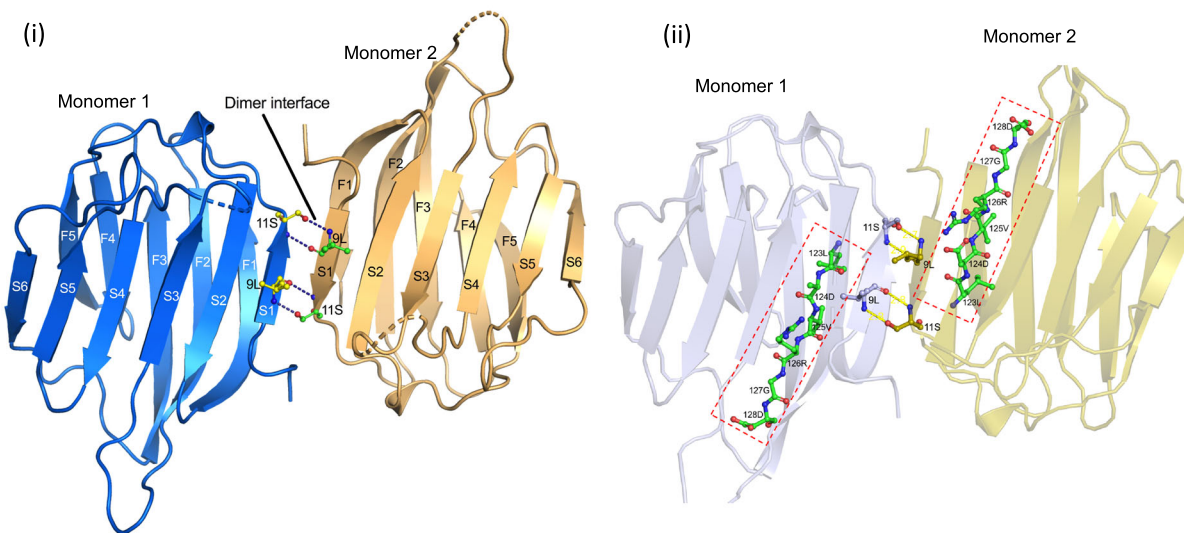 (i)
Monomer 1
Dimer interface
Monomer 2
S6
F5
S5
F4
S4
F3
S3
F2
S2
F1
S1
11S
9L
9L
11S
F1
S1
F2
S2
F3
S3
F4
S4
F5
S5
S6
(ii)
Monomer 1
Monomer 2
123L
124D
125V
126R
127G
128D
11S
9L
9L
11S
128D
127G
126R
125V
124D
123L